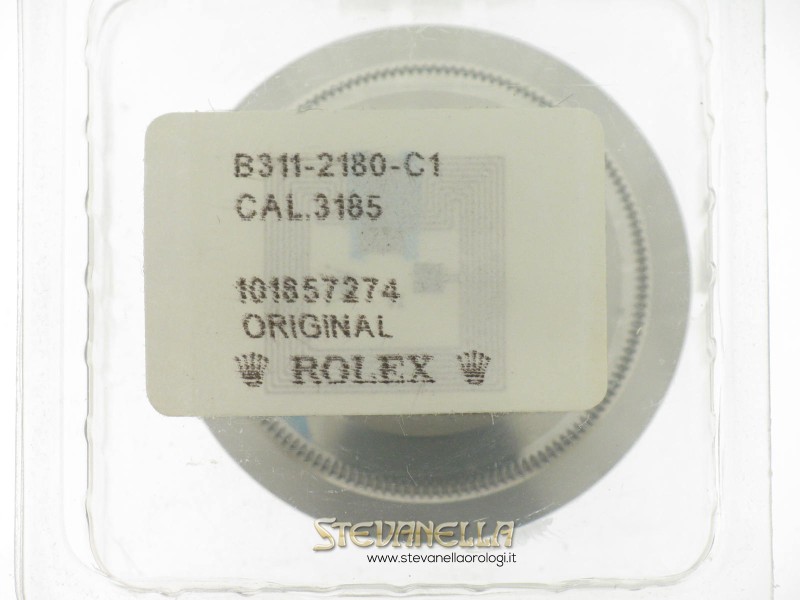 B311-2180-C1
CAL.3185
101857274
ORIGINAL
ROLEX
STEVANELLA
www.stevanellaorologi.it